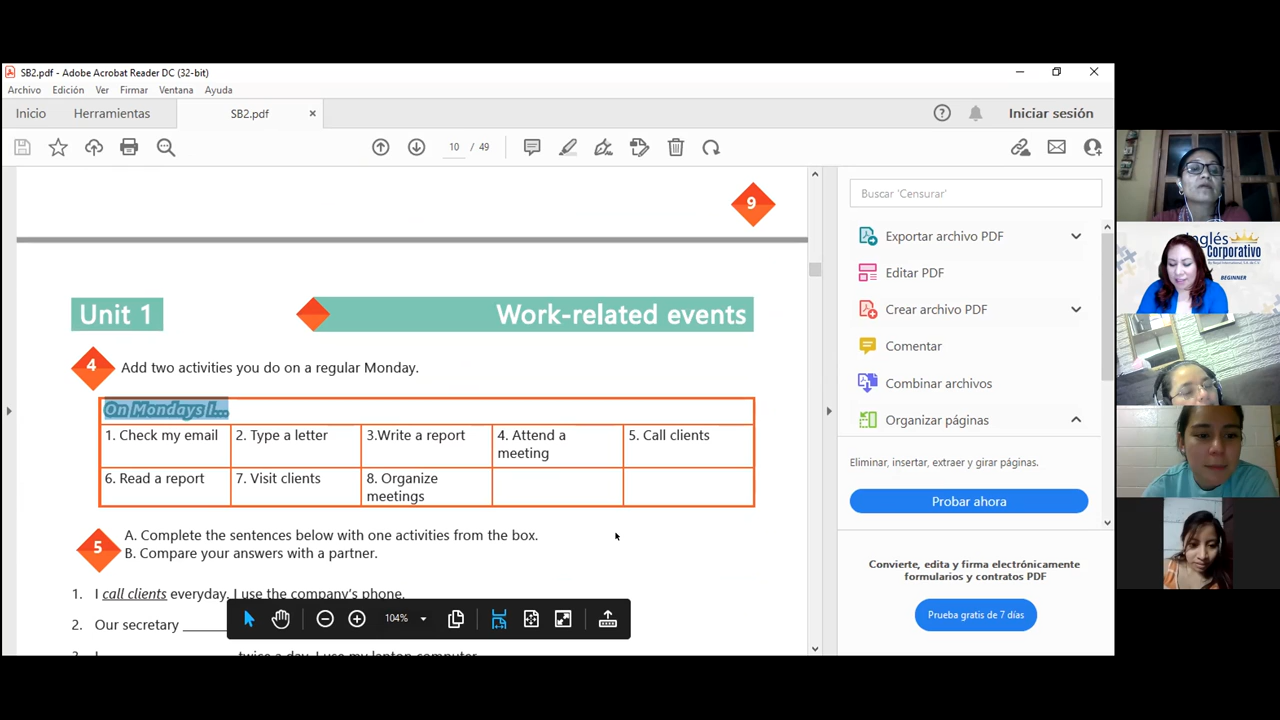 SB2.pdf - Adobe Acrobat Reader DC (32-bit)
Archivo Edición Ver Firmar Ventana Ayuda
Inicio Herramientas SB2.pdf × Iniciar sesión
10 / 49
9
Unit 1 Work-related events
4 Add two activities you do on a regular Monday.
On Mondays I...
1. Check my email 2. Type a letter 3.Write a report 4. Attend a meeting 5. Call clients
6. Read a report 7. Visit clients 8. Organize meetings
5 A. Complete the sentences below with one activities from the box.
B. Compare your answers with a partner.
1. I call clients everyday. I use the company's phone.
2. Our secretary ______
104%
twice a day. I use my laptop computer
Buscar 'Censurar'
Exportar archivo PDF
Editar PDF
Crear archivo PDF
Comentar
Combinar archivos
Organizar páginas
Eliminar, insertar, extraer y girar páginas.
Probar ahora
Convierte, edita y firma electrónicamente
formularios y contratos PDF
Prueba gratis de 7 días
Inglés
Corporativo
BEGINNER